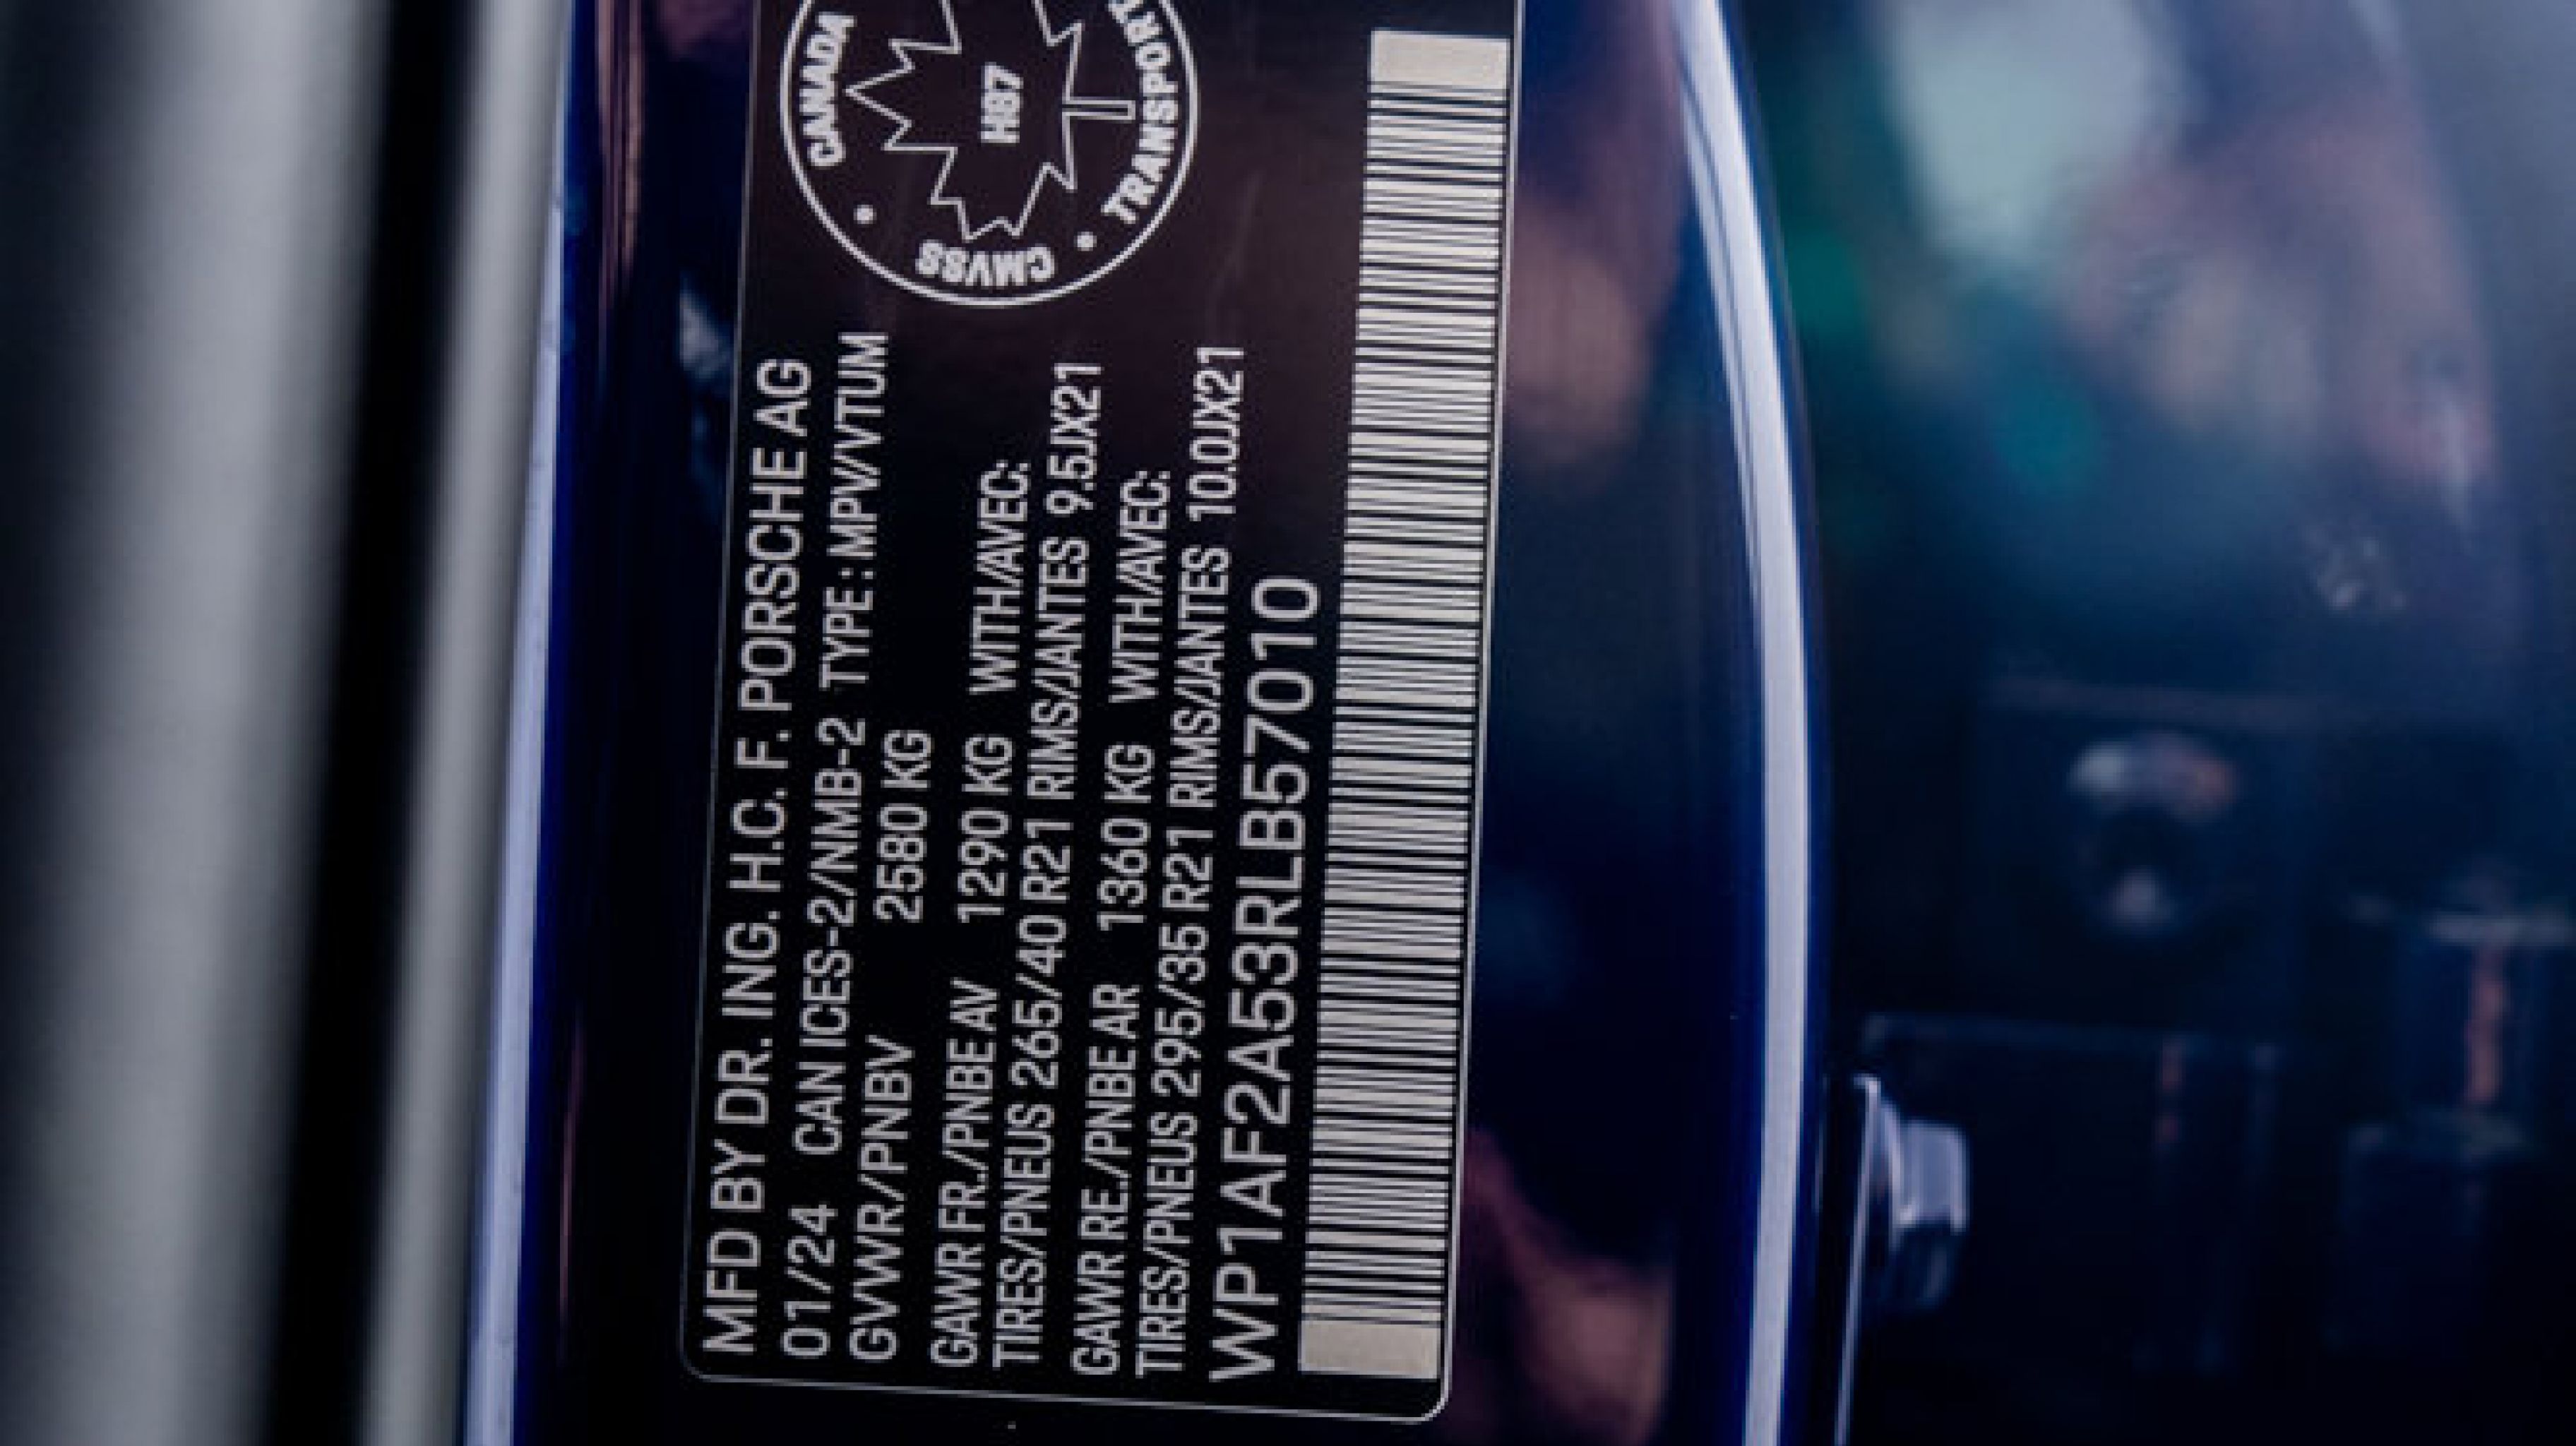 MFD BY DR. ING. H.C. F. PORSCHE AG
01/24 CAN ICES-2/NMB-2 TYPE : MPV/VTUM
GVWR/PNBV 2580 KG
GAWR FR./PNBE AV 1290 KG WITH/AVEC:
TIRES/PNEUS 265/40 R21 RIMS/JANTES 9.5JX21
GAWR RE./PNBE AR 1360 KG WITH/AVEC:
TIRES/PNEUS 295/35 R21 RIMS/JANTES 10.0JX21
WP1AF2A53RLB57010
CANADA
H87
CMVSS
TRANSPORT